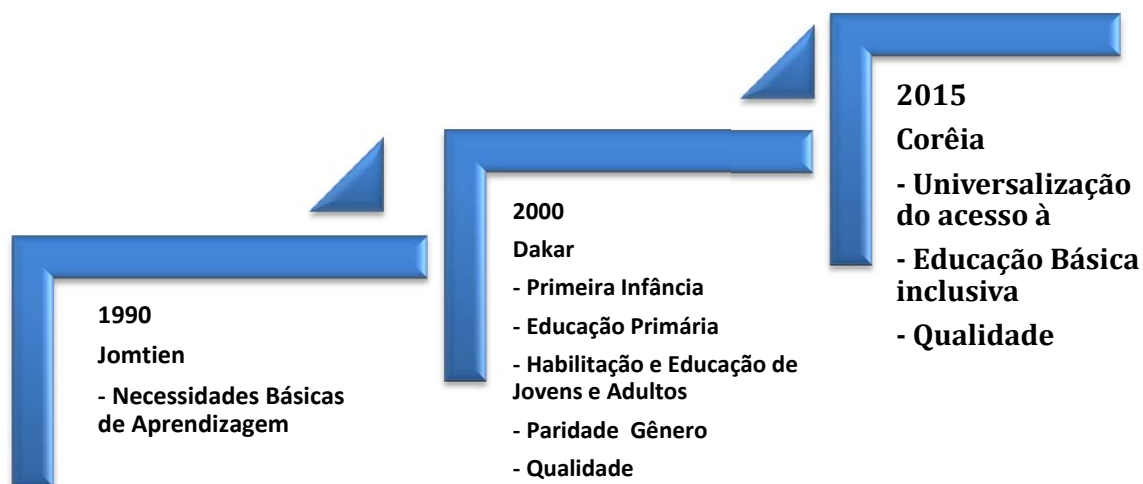 1990
Jomtien
- Necessidades Básicas
de Aprendizagem
2000
Dakar
- Primeira Infância
- Educação Primária
- Habilitação e Educação de
Jovens e Adultos
- Paridade Gênero
- Qualidade
2015
Corêia
- Universalização
do acesso à
- Educação Básica
inclusiva
- Qualidade